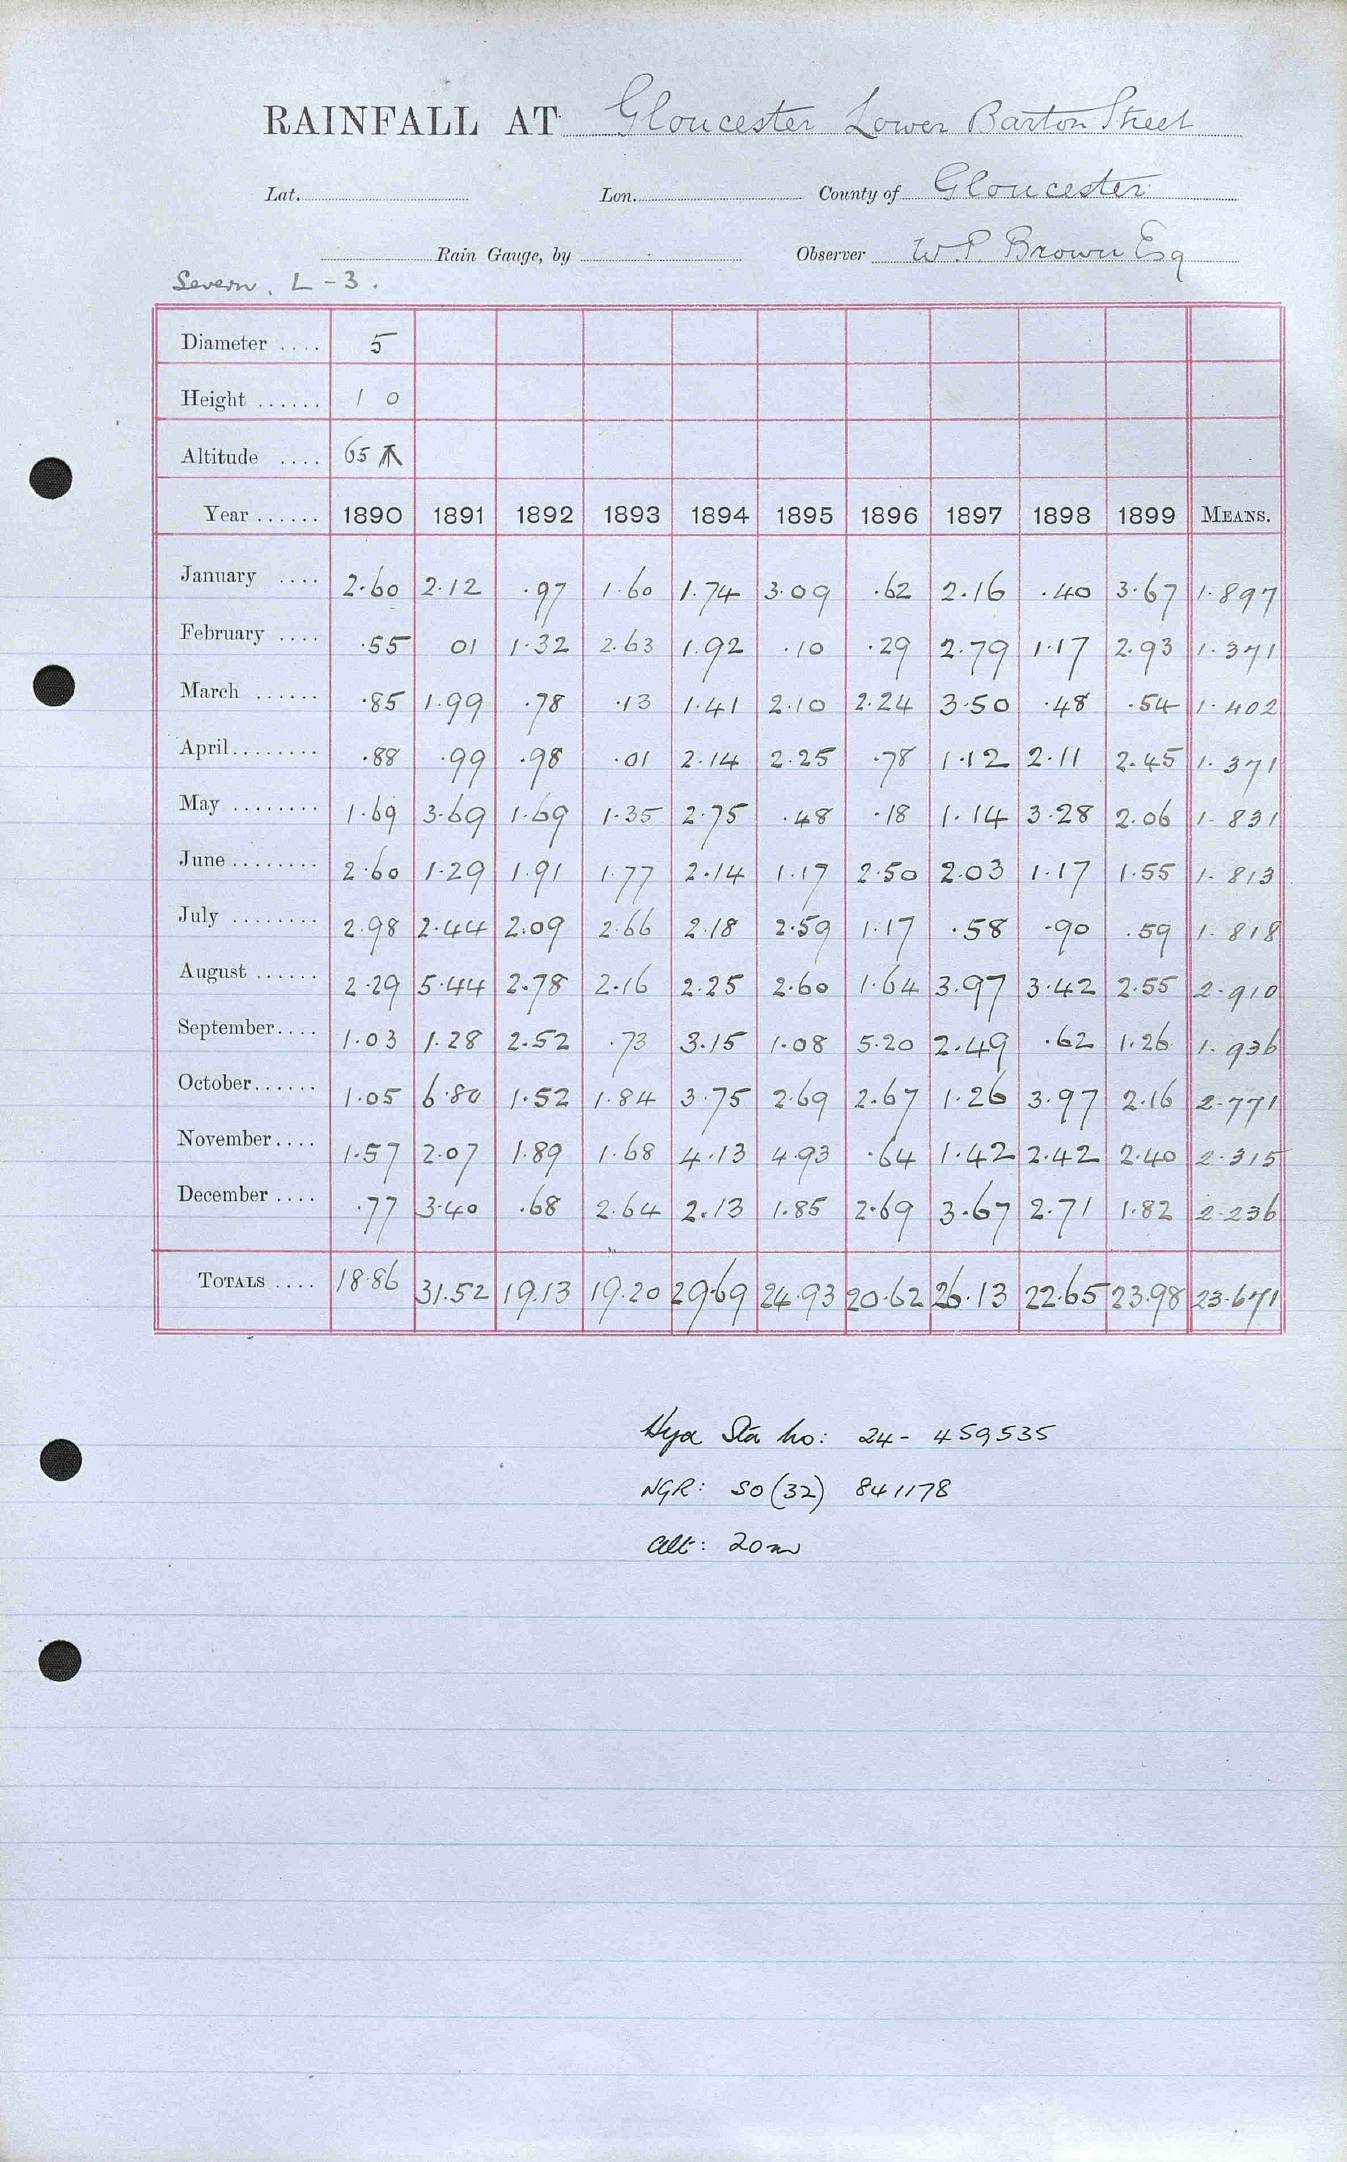 RAINFALL AT Gloucester Lower Barton Street
Lat. Lon. County of Gloucester
Rain Gauge, by Observer W.P. Brown Esq
Severn. L - 3.
Diameter .... 5
Height ...... 1 0
Altitude .... 65
Year ...... 1890 1891 1892 1893 1894 1895 1896 1897 1898 1899 MEANS.
January .... 2.60 2.12 .97 1.60 1.74 3.09 .62 2.16 .40 3.67 1.897
February .... .55 01 1.32 2.63 1.92 .10 .29 2.79 1.17 2.93 1.371
March ...... .85 1.99 .78 .13 1.41 2.10 2.24 3.50 .48 .54 1.402
April........ .88 .99 .98 .01 2.14 2.25 .78 1.12 2.11 2.45 1.371
May ........ 1.69 3.69 1.69 1.35 2.75 .48 .18 1.14 3.28 2.06 1.831
June ........ 2.60 1.29 1.91 1.77 2.14 1.17 2.50 2.03 1.17 1.55 1.813
July ........ 2.98 2.44 2.09 2.66 2.18 2.59 1.17 .58 .90 .59 1.818
August ...... 2.29 5.44 2.78 2.16 2.25 2.60 1.64 3.97 3.42 2.55 2.910
September.... 1.03 1.28 2.52 .73 3.15 1.08 5.20 2.49 .62 1.26 1.936
October...... 1.05 6.80 1.52 1.84 3.75 2.69 2.67 1.26 3.97 2.16 2.771
November.... 1.57 2.07 1.89 1.68 4.13 4.93 .64 1.42 2.42 2.40 2.315
December .... .77 3.40 .68 2.64 2.13 1.85 2.69 3.67 2.71 1.82 2.236
TOTALS .... 18.86 31.52 19.13 19.20 29.69 24.93 20.62 26.13 22.65 23.98 23.671
Sta No: 24- 459535
NGR: SO (32) 841178
alt: 20m